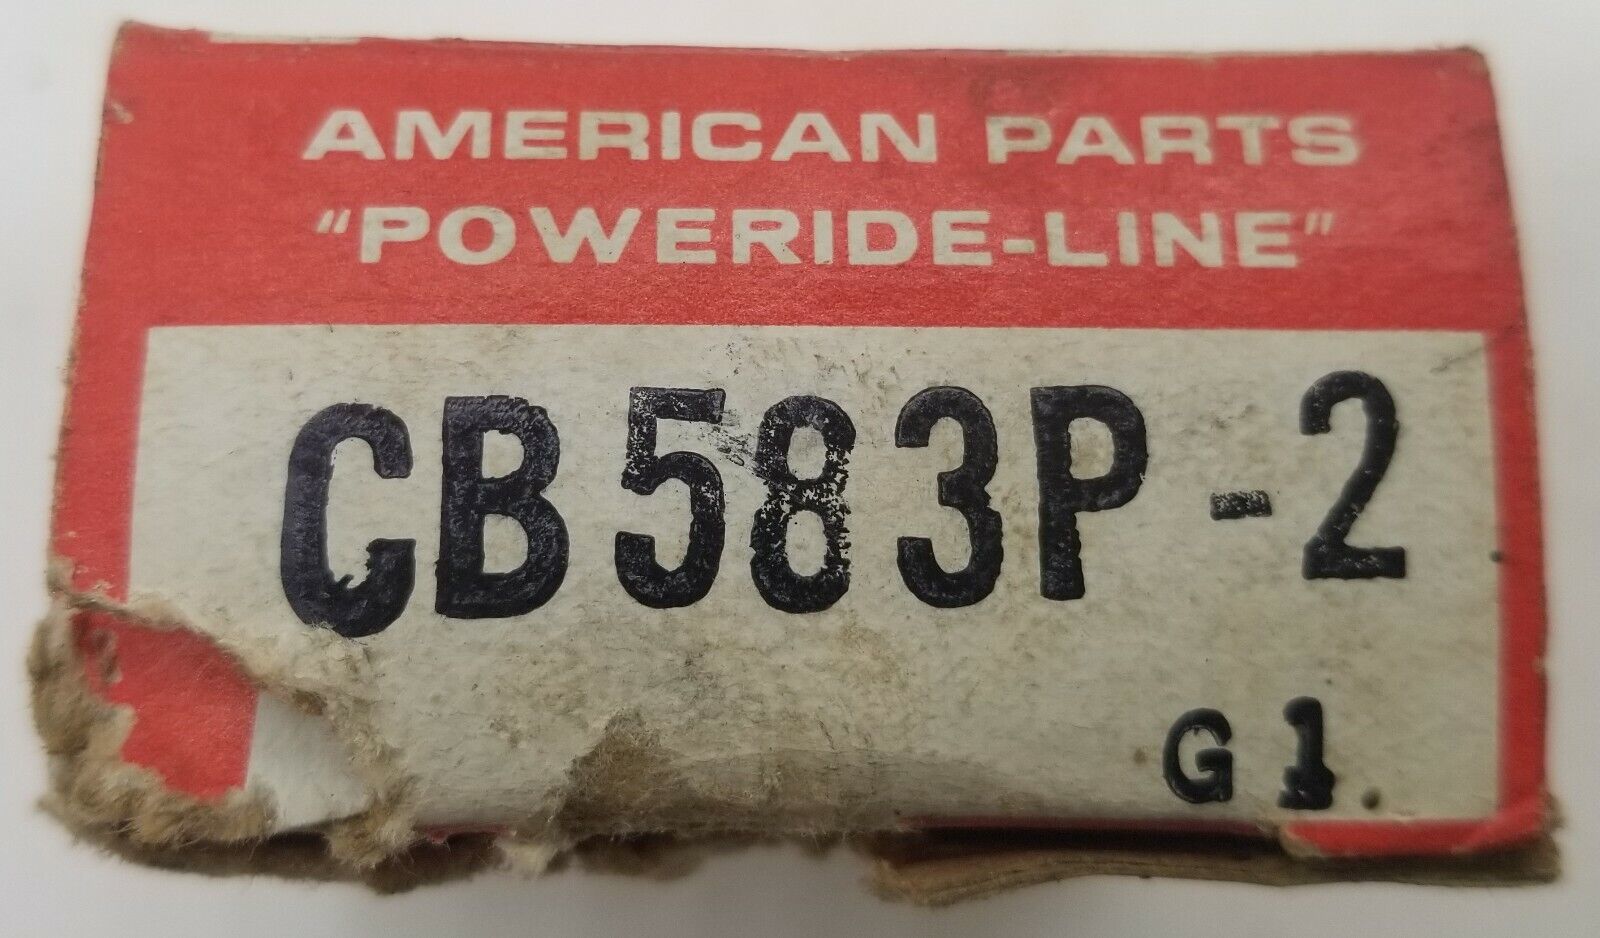 AMERICAN PARTS
"POWERIDE-LINE"
CB583P-2
G1.